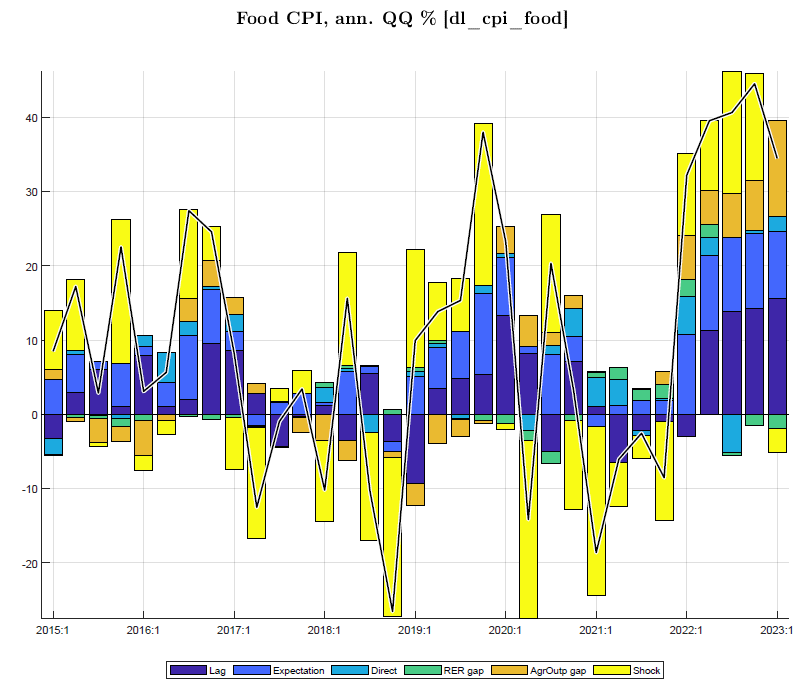 Food CPI, ann. QQ % [dl_cpi_food]
40
30
20
10
0
-10
-20
2015:1 2016:1 2017:1 2018:1 2019:1 2020:1 2021:1 2022:1 2023:1
Lag Expectation Direct RER gap AgrOutp gap Shock